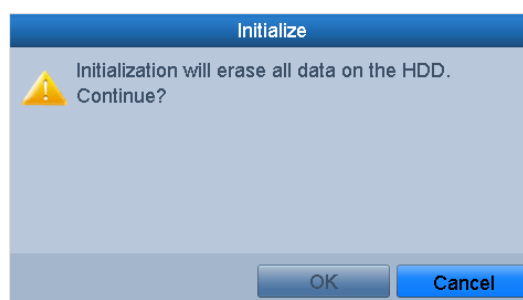 Initialize
Initialization will erase all data on the HDD.
Continue?
OK
Cancel